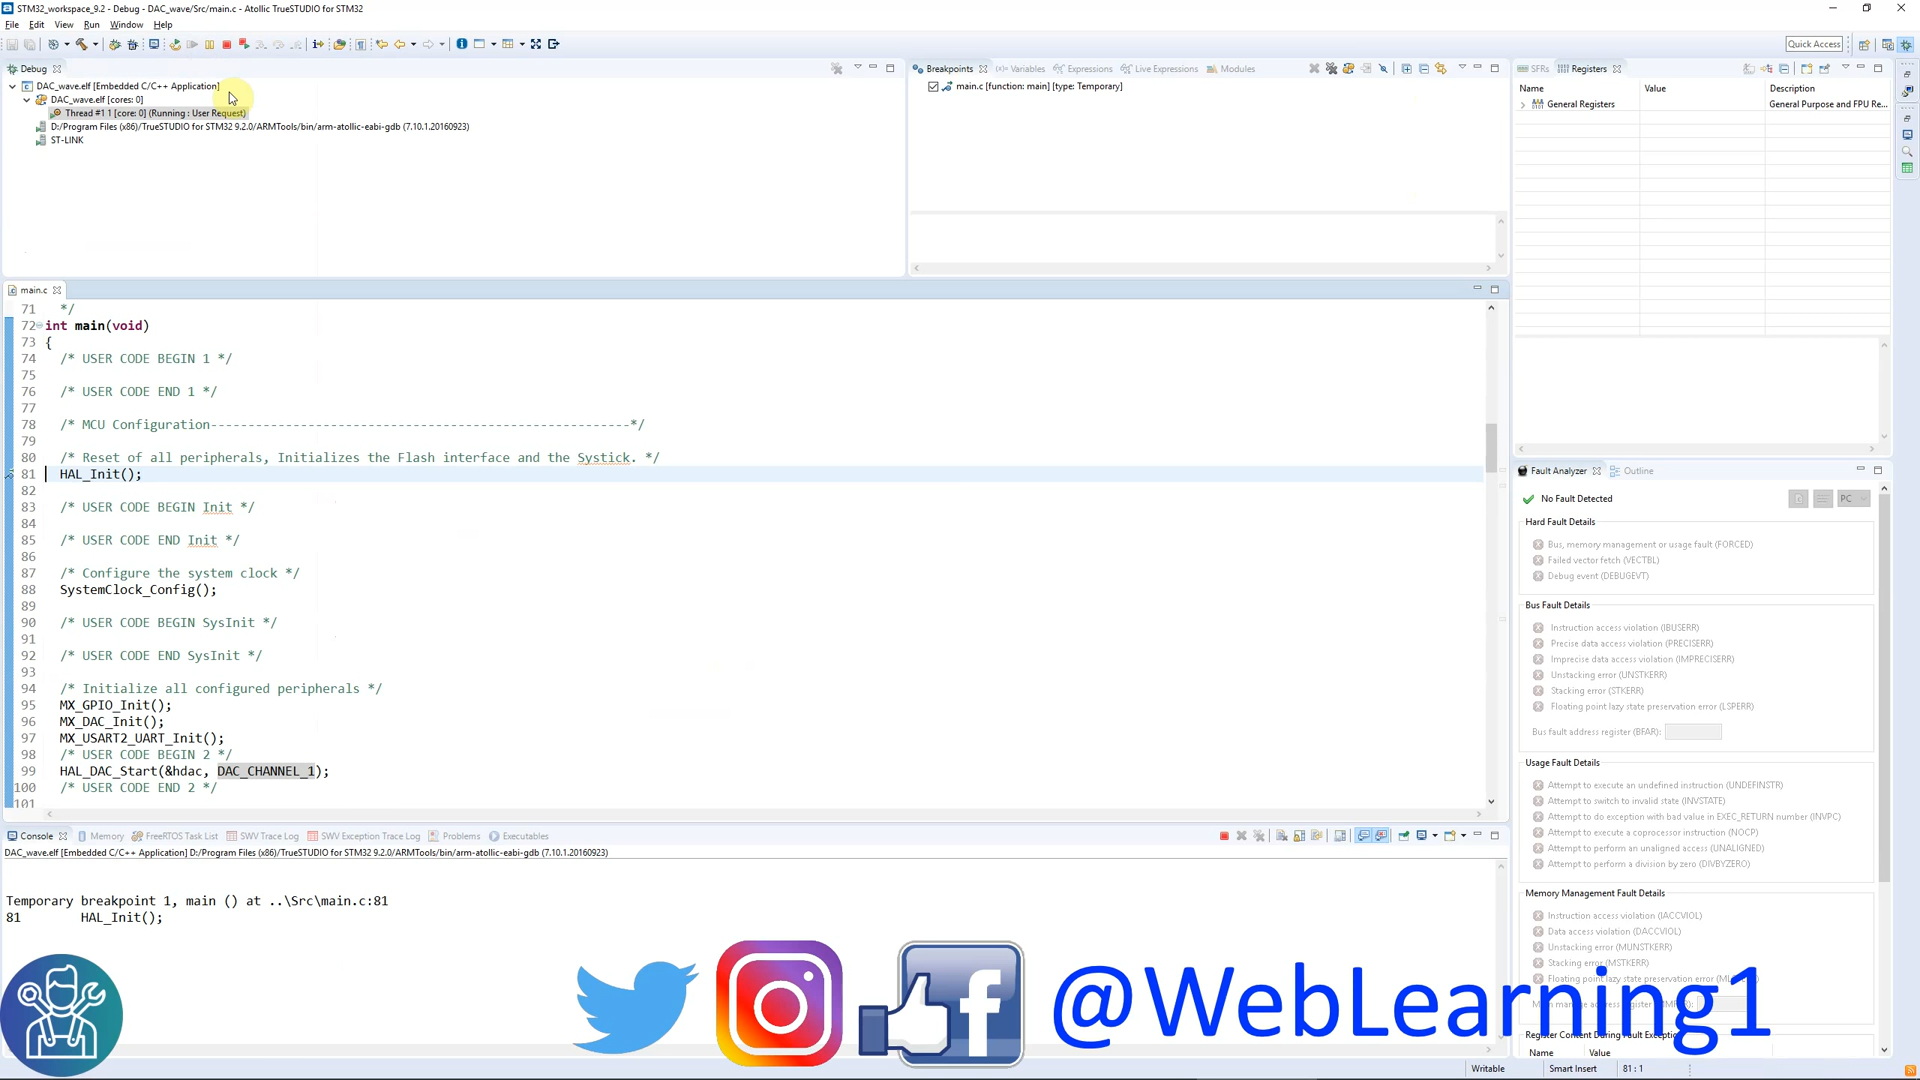 STM32_workspace_9.2 - Debug - DAC_wave/Src/main.c - Atollic TrueSTUDIO for STM32
File Edit View Run Window Help
Quick Access
Debug
DAC_wave.elf [Embedded C/C++ Application]
DAC_wave.elf [cores: 0]
Thread #1 1 [core: 0] (Running : User Request)
D:/Program Files (x86)/TrueSTUDIO for STM32 9.2.0/ARMTools/bin/arm-atollic-eabi-gdb (7.10.1.20160923)
ST-LINK
Breakpoints Variables Expressions Live Expressions Modules
main.c [function: main] [type: Temporary]
SFRs Registers
Name Value Description
General Registers General Purpose and FPU Re...
main.c
71 */
72 int main(void)
73 {
74 /* USER CODE BEGIN 1 */
75
76 /* USER CODE END 1 */
77
78 /* MCU Configuration--------------------------------------------------------*/
79
80 /* Reset of all peripherals, Initializes the Flash interface and the Systick. */
81 HAL_Init();
82
83 /* USER CODE BEGIN Init */
84
85 /* USER CODE END Init */
86
87 /* Configure the system clock */
88 SystemClock_Config();
89
90 /* USER CODE BEGIN SysInit */
91
92 /* USER CODE END SysInit */
93
94 /* Initialize all configured peripherals */
95 MX_GPIO_Init();
96 MX_DAC_Init();
97 MX_USART2_UART_Init();
98 /* USER CODE BEGIN 2 */
99 HAL_DAC_Start(&hdac, DAC_CHANNEL_1);
100 /* USER CODE END 2 */
101
Fault Analyzer Outline
No Fault Detected
PC
Hard Fault Details
Bus, memory management or usage fault (FORCED)
Failed vector fetch (VECTBL)
Debug event (DEBUGEVT)
Bus Fault Details
Instruction access violation (IBUSERR)
Precise data access violation (PRECISERR)
Imprecise data access violation (IMPRECISERR)
Unstacking error (UNSTKERR)
Stacking error (STKERR)
Floating point lazy state preservation error (LSPERR)
Bus fault address register (BFAR):
Usage Fault Details
Attempt to execute an undefined instruction (UNDEFINSTR)
Attempt to switch to invalid state (INVSTATE)
Attempt to do exception with bad value in EXEC_RETURN number (INVPC)
Attempt to execute a coprocessor instruction (NOCP)
Attempt to perform an unaligned access (UNALIGNED)
Attempt to perform a division by zero (DIVBYZERO)
Memory Management Fault Details
Instruction access violation (IACCVIOL)
Data access violation (DACCVIOL)
Unstacking error (MUNSTKERR)
Stacking error (MSTKERR)
Floating point lazy state preservation error
Register Content During Fault Exception
Name Value
Console Memory FreeRTOS Task List SWV Trace Log SWV Exception Trace Log Problems Executables
DAC_wave.elf [Embedded C/C++ Application] D:/Program Files (x86)/TrueSTUDIO for STM32 9.2.0/ARMTools/bin/arm-atollic-eabi-gdb (7.10.1.20160923)
Temporary breakpoint 1, main () at ..\Src\main.c:81
81 HAL_Init();
@WebLearning1
Writable Smart Insert 81 : 1